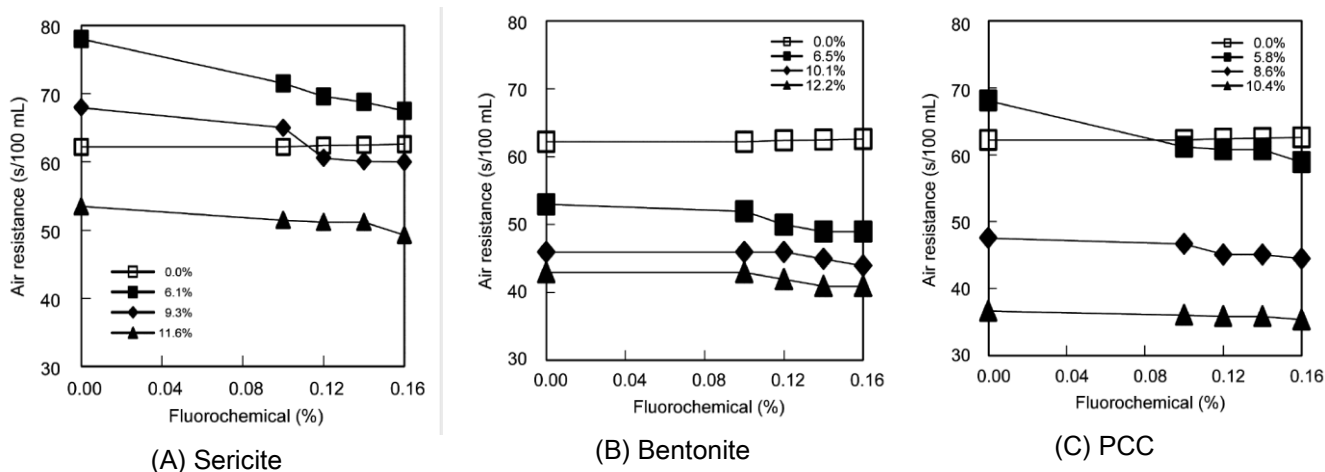 80
70
60
50
40
30
Air resistance (s/100 mL)
0.0%
6.1%
9.3%
11.6%
0.00 0.04 0.08 0.12 0.16
Fluorochemical (%)
(A) Sericite
80
70
60
50
40
30
Air resistance (s/100 mL)
0.0%
6.5%
10.1%
12.2%
0.00 0.04 0.08 0.12 0.16
Fluorochemical (%)
(B) Bentonite
80
70
60
50
40
30
Air resistance (s/100 mL)
0.0%
5.8%
8.6%
10.4%
0.00 0.04 0.08 0.12 0.16
Fluorochemical (%)
(C) PCC